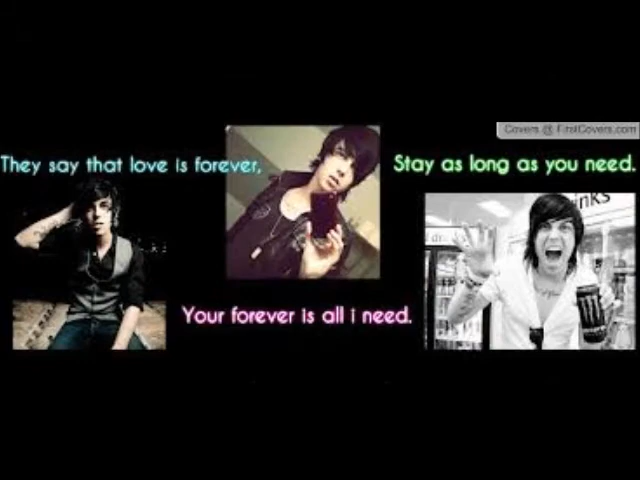 Covers @ FirstCovers.com
They say that love is forever,
Stay as long as you need.
Your forever is all i need.